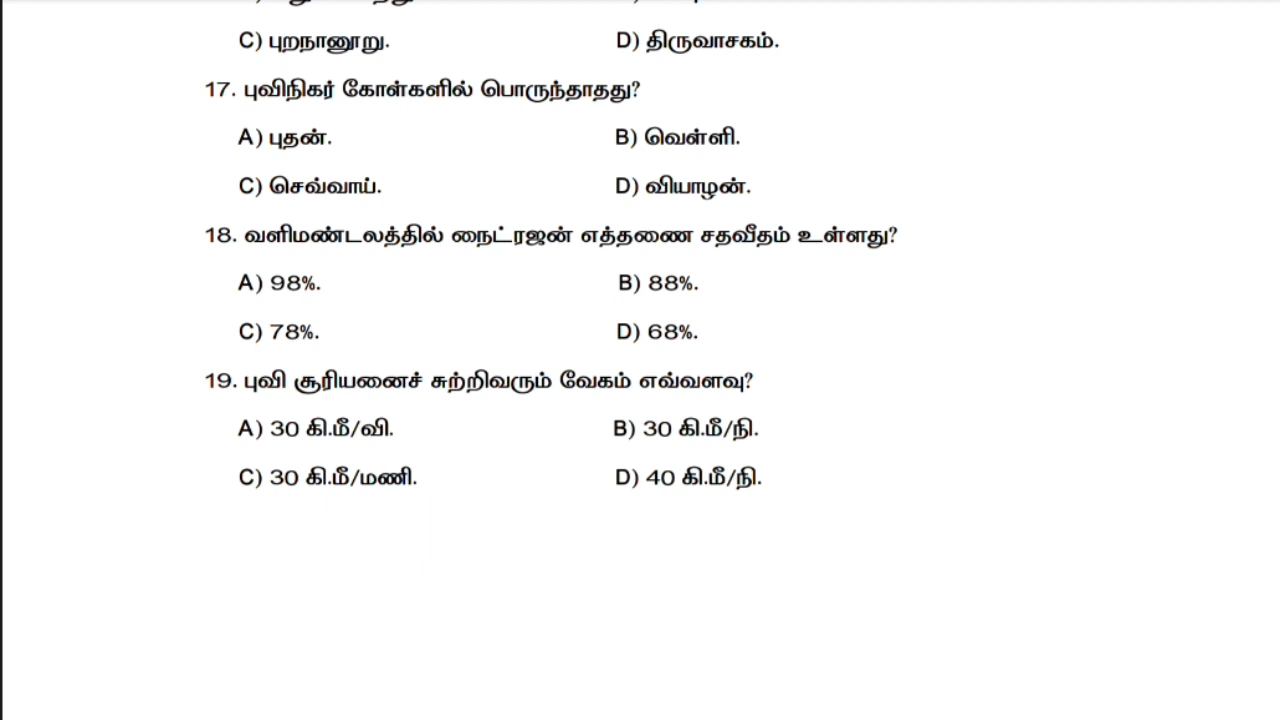 C) புறநானூறு. D) திருவாசகம்.
17. புவிநிகர் கோள்களில் பொருந்தாதது?
A) புதன். B) வெள்ளி.
C) செவ்வாய். D) வியாழன்.
18. வளிமண்டலத்தில் நைட்ரஜன் எத்தணை சதவீதம் உள்ளது?
A) 98%. B) 88%.
C) 78%. D) 68%.
19. புவி சூரியனைச் சுற்றிவரும் வேகம் எவ்வளவு?
A) 30 கி.மீ/வி. B) 30 கி.மீ/நி.
C) 30 கி.மீ/மணி. D) 40 கி.மீ/நி.